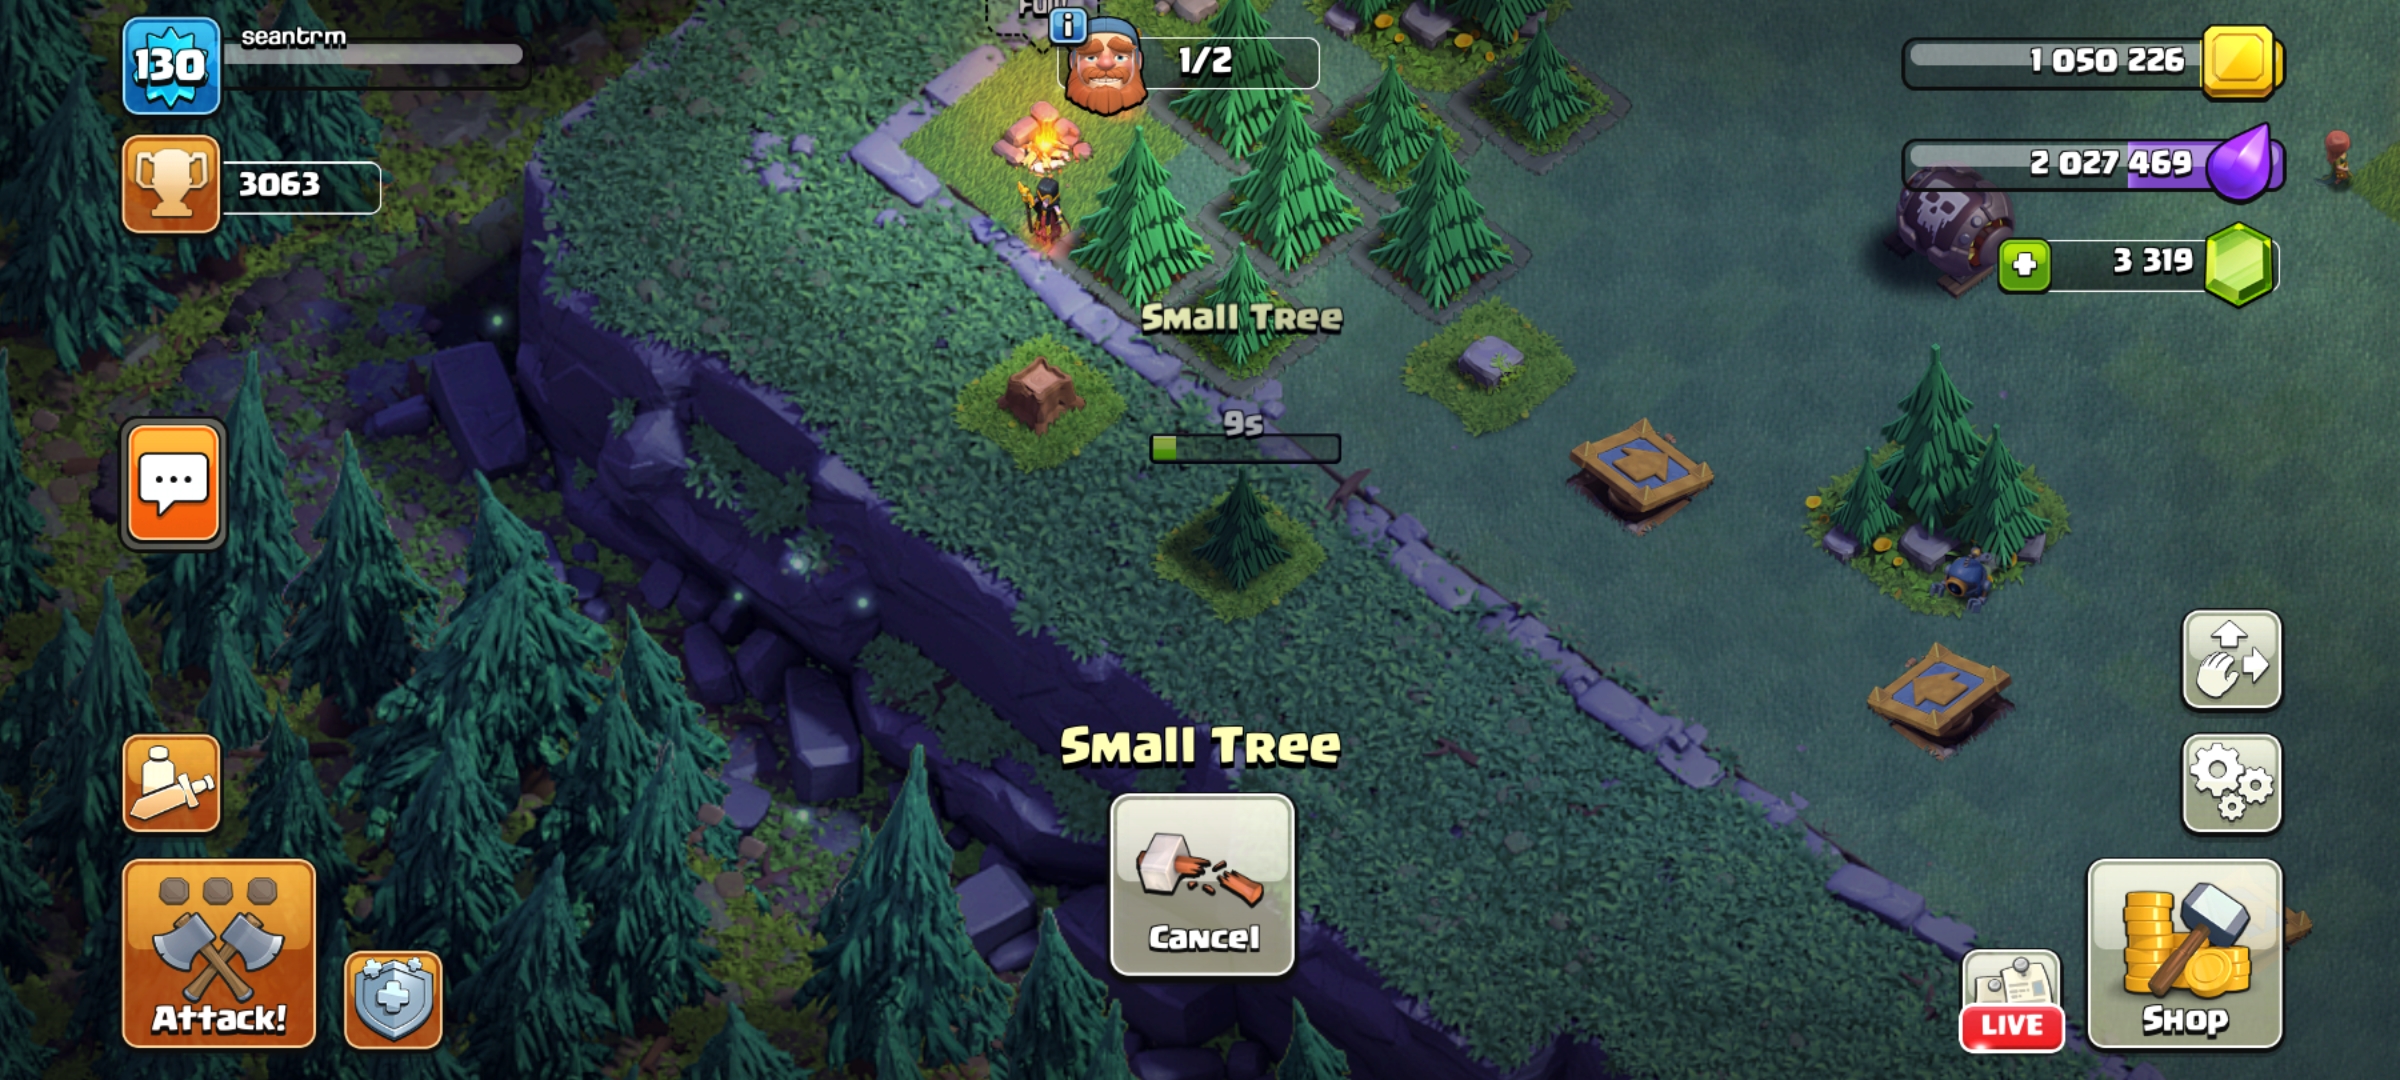 130
seantrm
Full
1/2
1 050 226
3063
2 027 469
3 319
Small Tree
9s
Small Tree
Cancel
Attack!
LIVE
Shop